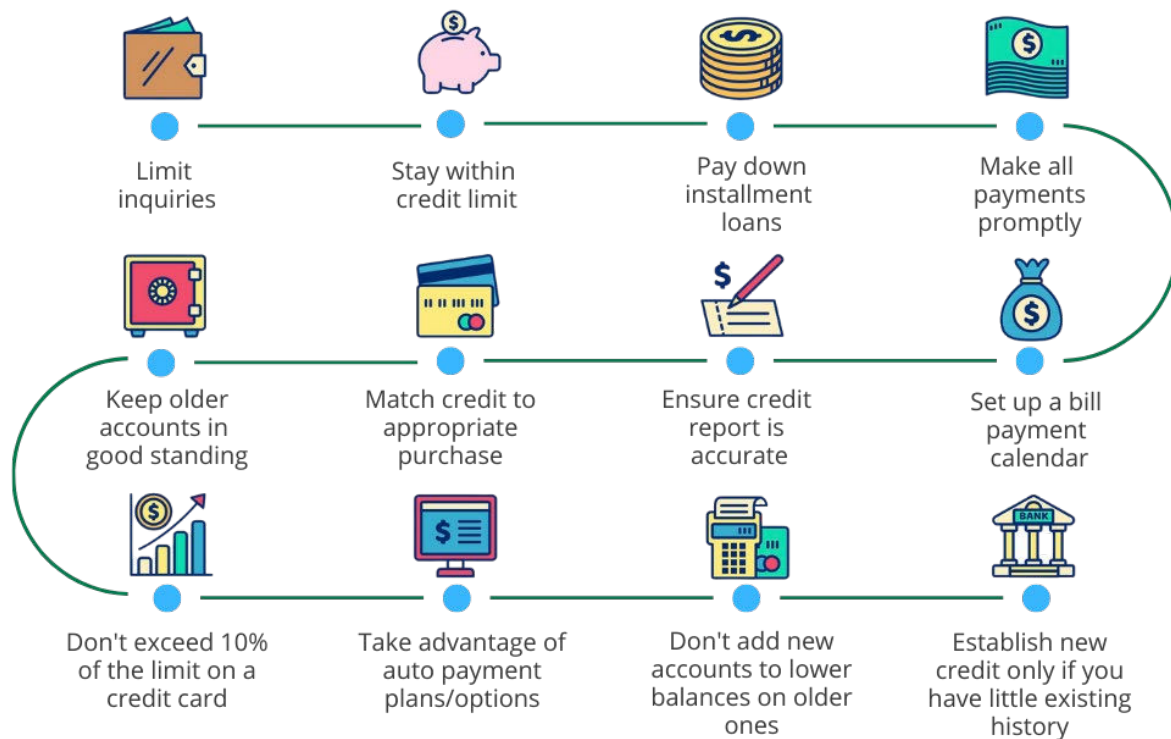 Limit
inquiries
Stay within
credit limit
Pay down
installment
loans
Make all
payments
promptly
Keep older
accounts in
good standing
Match credit to
appropriate
purchase
Ensure credit
report is
accurate
Set up a bill
payment
calendar
BANK
Don't exceed 10%
of the limit on a
credit card
Take advantage of
auto payment
plans/options
Don't add new
accounts to lower
balances on older
ones
Establish new
credit only if you
have little existing
history